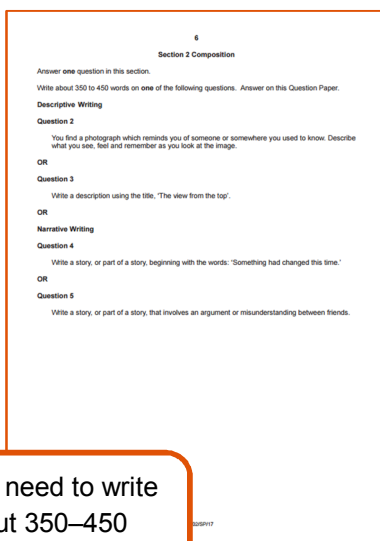 6
Section 2 Composition
Answer one question in this section.
Write about 350 to 450 words on one of the following questions. Answer on this Question Paper.
Descriptive Writing
Question 2
You find a photograph which reminds you of someone or somewhere you used to know. Describe
what you see, feel and remember as you look at the image.
OR
Question 3
Write a description using the title, 'The view from the top'.
OR
Narrative Writing
Question 4
Write a story, or part of a story, beginning with the words: 'Something had changed this time.'
OR
Question 5
Write a story, or part of a story, that involves an argument or misunderstanding between friends.
need to write
350–450
02/SP/17